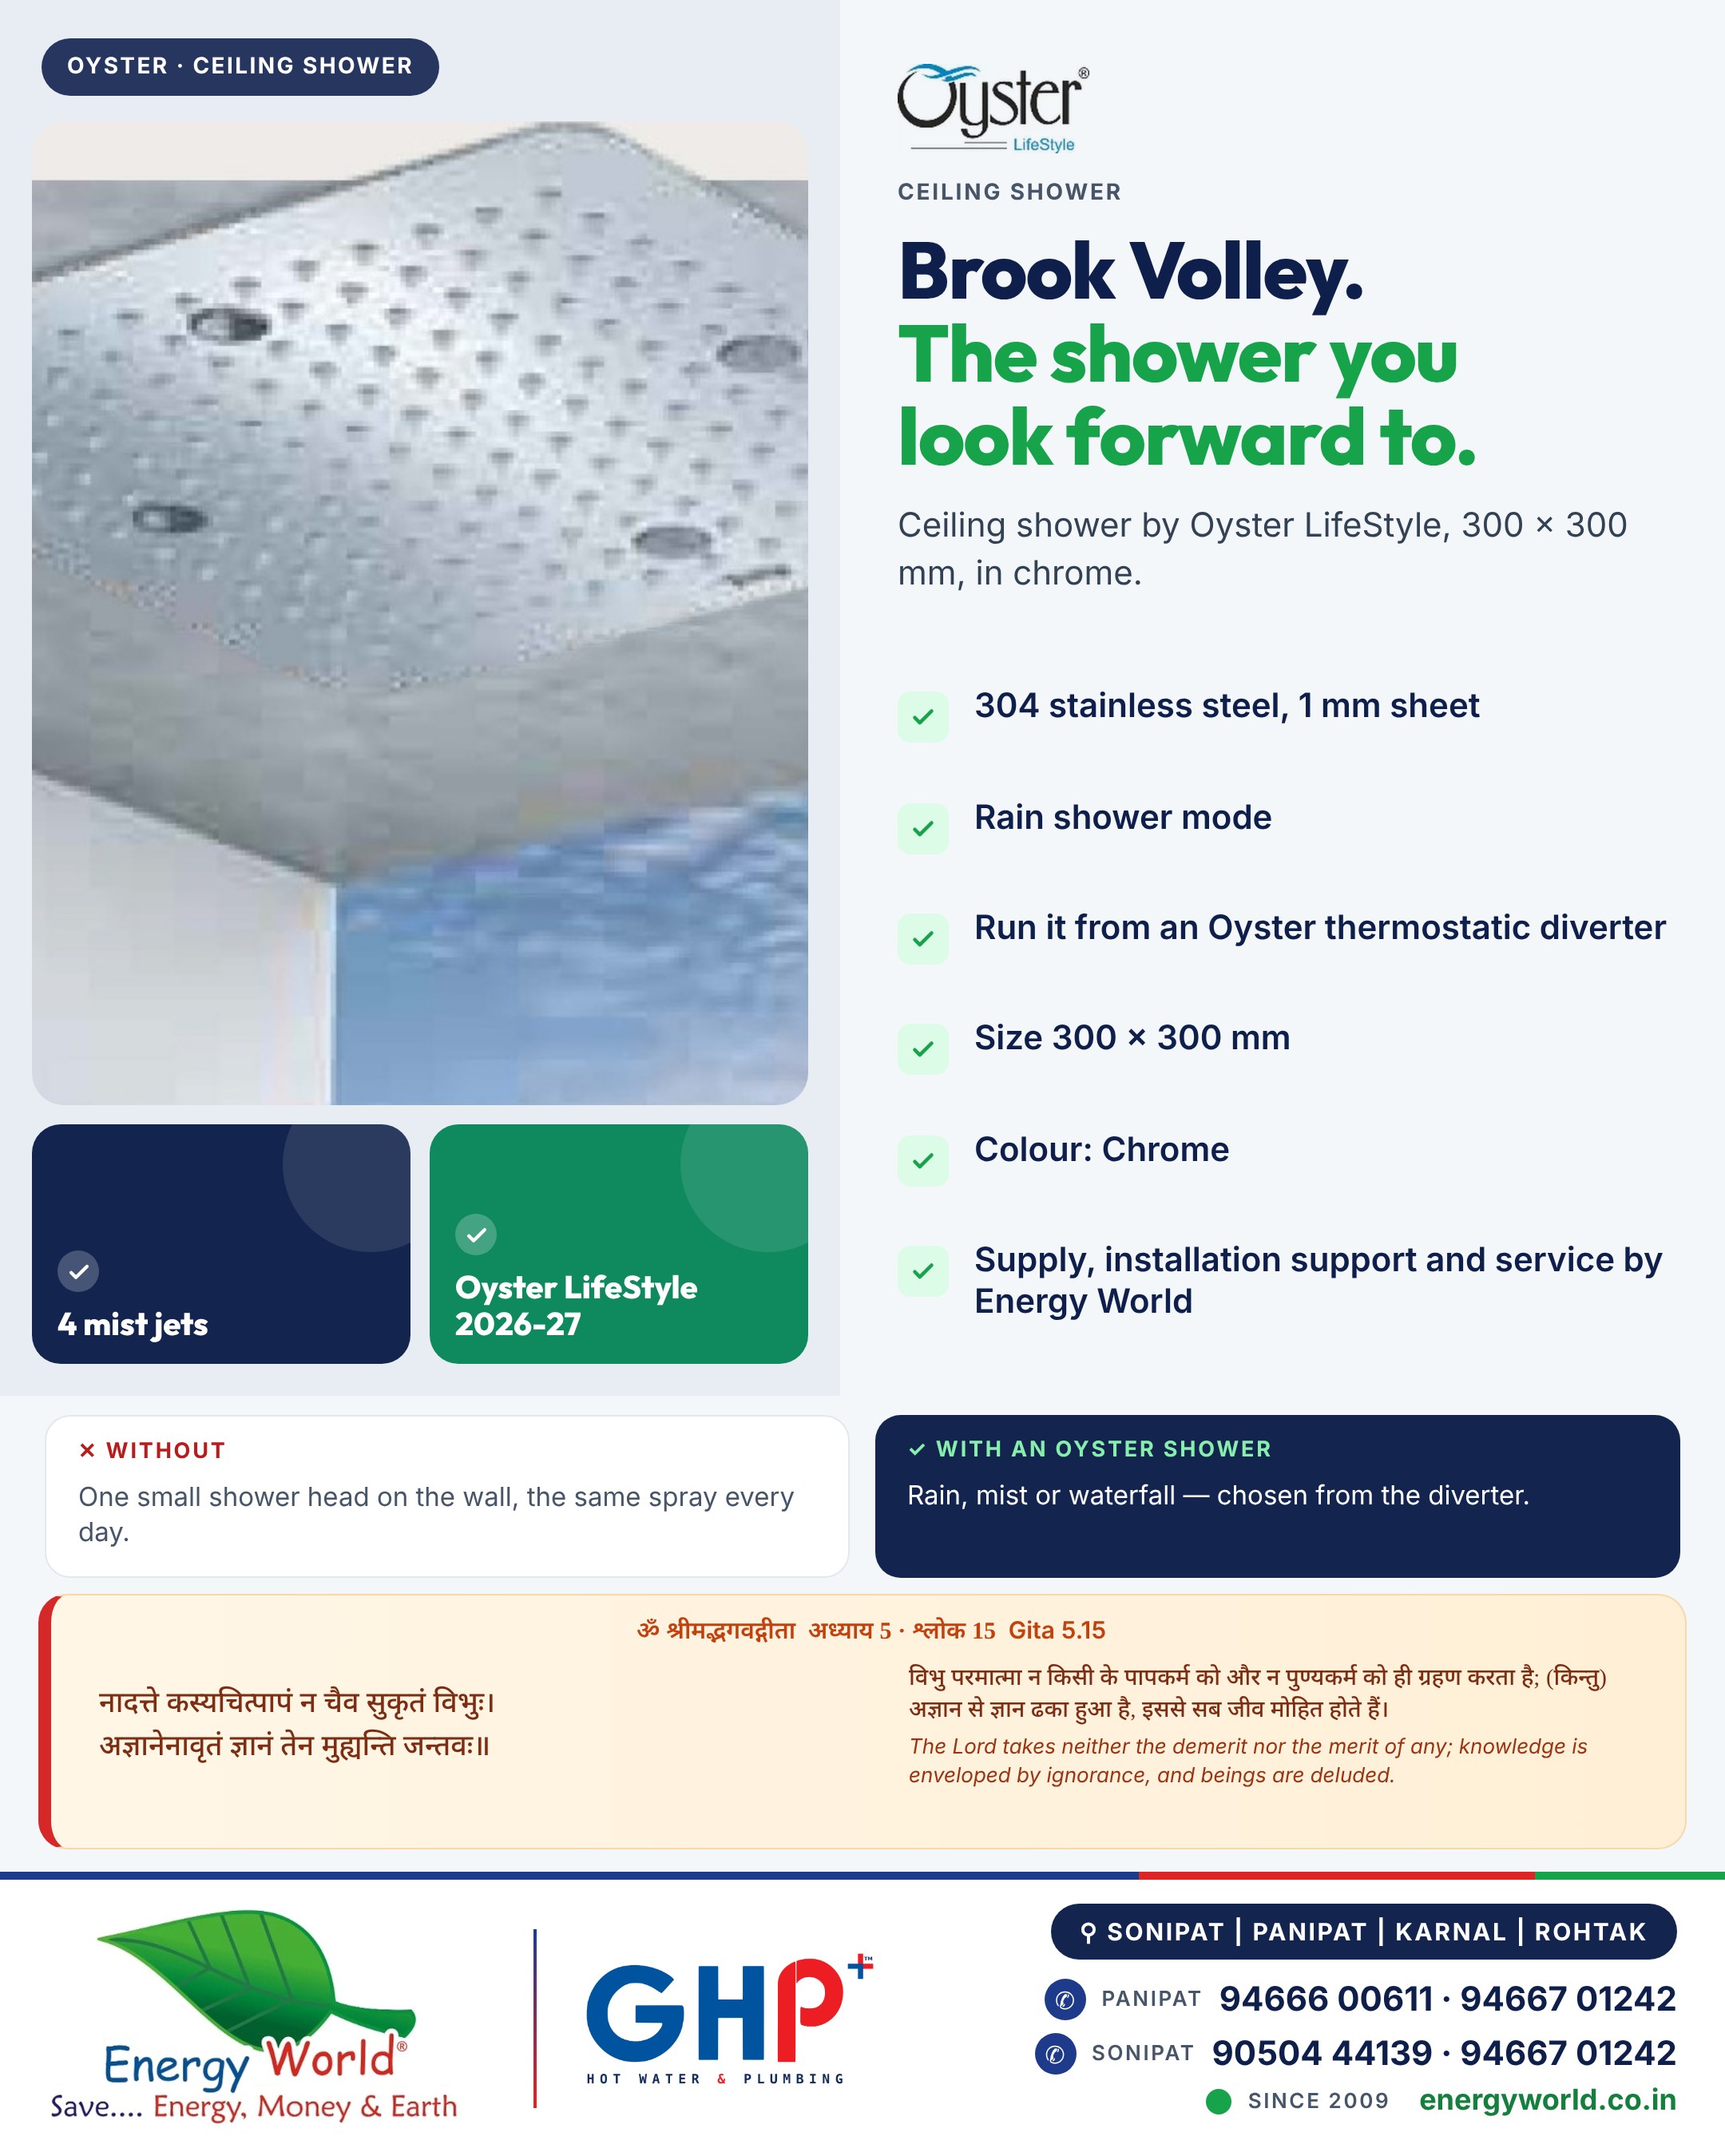 OYSTER · CEILING SHOWER
Oyster®
LifeStyle
CEILING SHOWER
Brook Volley.
The shower you
look forward to.
Ceiling shower by Oyster LifeStyle, 300 × 300
mm, in chrome.
304 stainless steel, 1 mm sheet
Rain shower mode
Run it from an Oyster thermostatic diverter
Size 300 × 300 mm
Colour: Chrome
Supply, installation support and service by
Energy World
4 mist jets
Oyster LifeStyle
2026-27
✕ WITHOUT
One small shower head on the wall, the same spray every
day.
✓ WITH AN OYSTER SHOWER
Rain, mist or waterfall — chosen from the diverter.
ॐ श्रीमद्भगवद्गीता अध्याय 5 · श्लोक 15 Gita 5.15
नादत्ते कस्यचित्पापं न चैव सुकृतं विभुः।
अज्ञानेनावृतं ज्ञानं तेन मुह्यन्ति जन्तवः॥
विभु परमात्मा न किसी के पापकर्म को और न पुण्यकर्म को ही ग्रहण करता है; (किन्तु)
अज्ञान से ज्ञान ढका हुआ है, इससे सब जीव मोहित होते हैं।
The Lord takes neither the demerit nor the merit of any; knowledge is
enveloped by ignorance, and beings are deluded.
Energy World®
Save.... Energy, Money & Earth
GHP+™
HOT WATER & PLUMBING
SONIPAT | PANIPAT | KARNAL | ROHTAK
PANIPAT 94666 00611 · 94667 01242
SONIPAT 90504 44139 · 94667 01242
SINCE 2009 energyworld.co.in